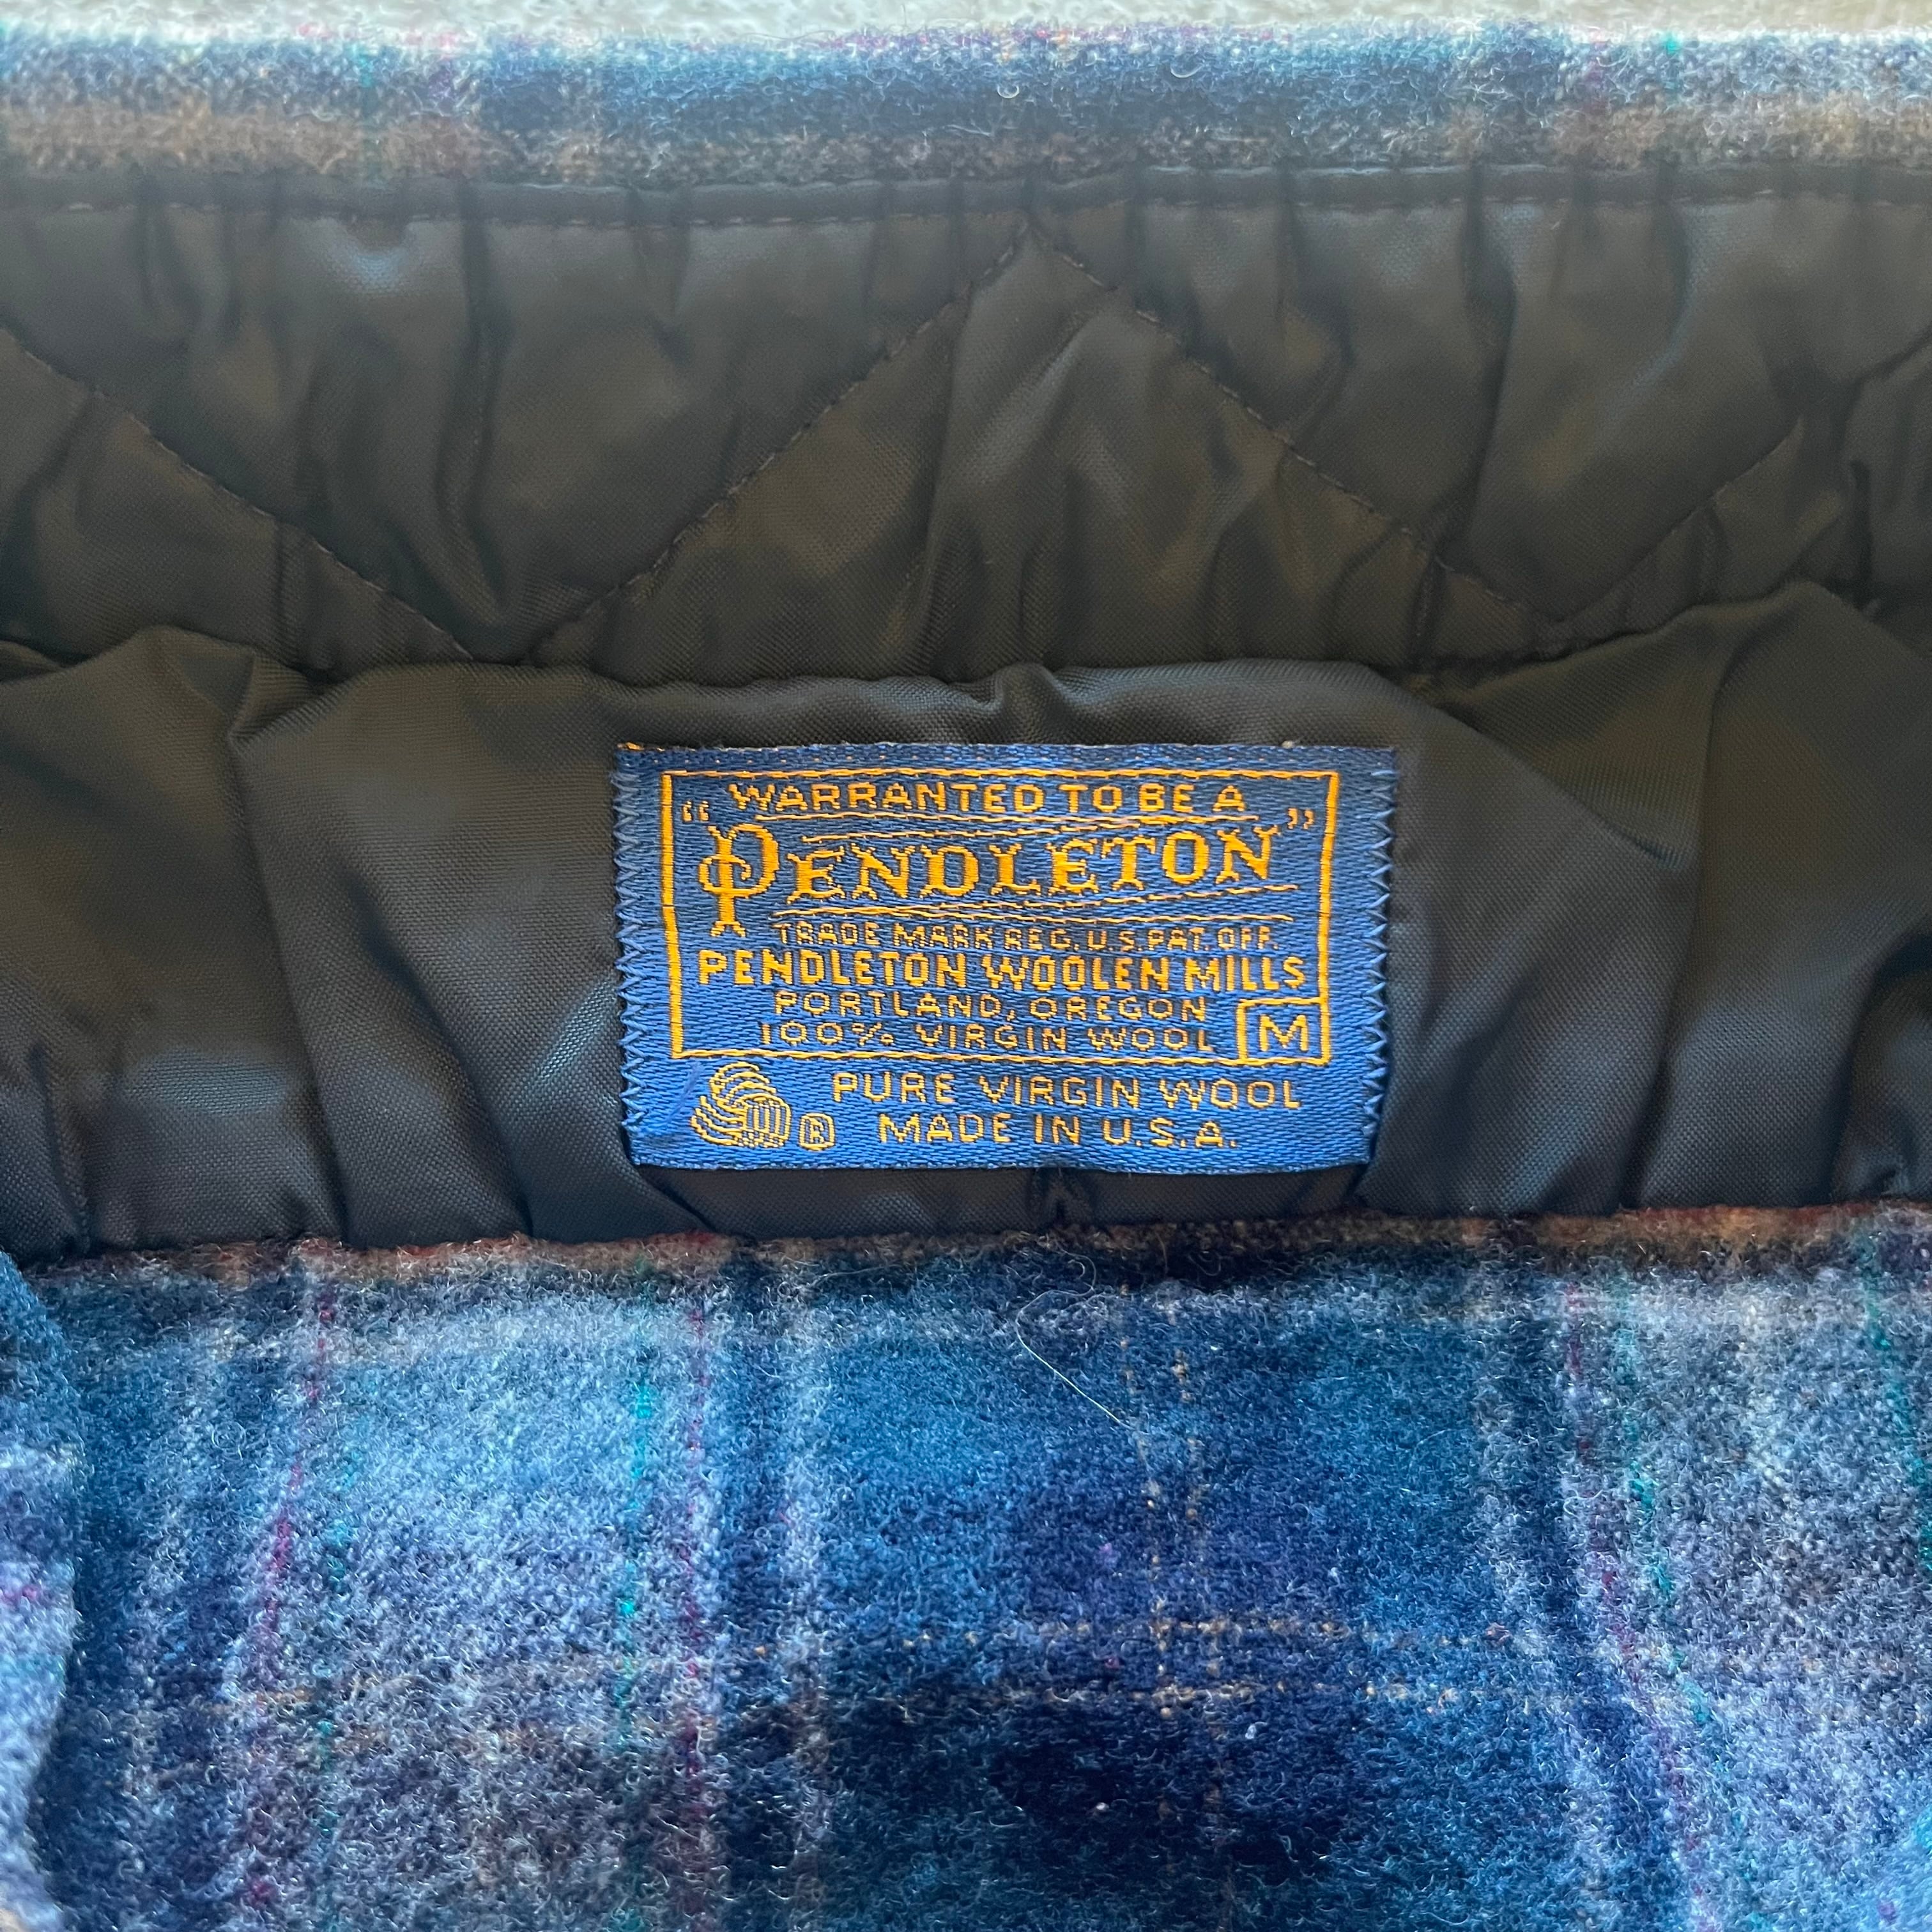 WARRANTED TO BE A
"PENDLETON"
TRADE MARK REG. U.S. PAT. OFF.
PENDLETON WOOLEN MILLS
PORTLAND, OREGON
100% VIRGIN WOOL M
PURE VIRGIN WOOL
® MADE IN U.S.A.